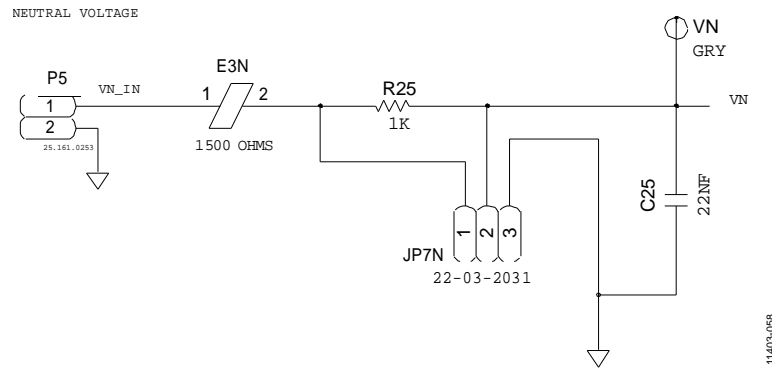 NEUTRAL VOLTAGE
VN
GRY
P5
E3N
R25
VN_IN
1
2
1
2
1K
VN
25.161.0253
1500 OHMS
C25
22NF
1
2
3
JP7N
22-03-2031
11403-058